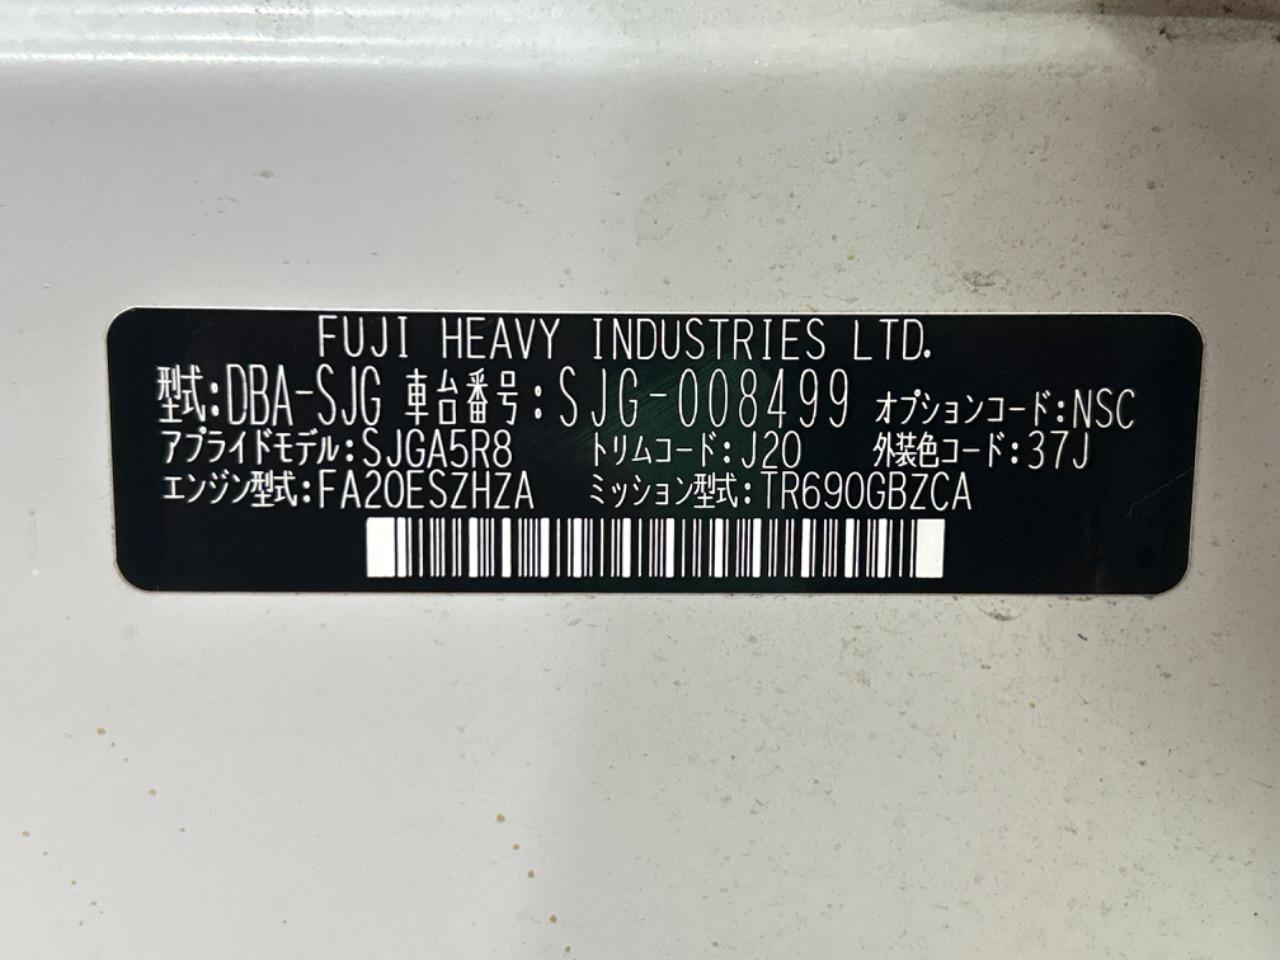 FUJI HEAVY INDUSTRIES LTD.
型式:DBA-SJG 車台番号:SJG-008499 オプションコード:NSC
アプライドモデル:SJGA5R8 トリムコード:J20 外装色コード:37J
エンジン型式:FA20ESZHZA ミッション型式:TR690GBZCA